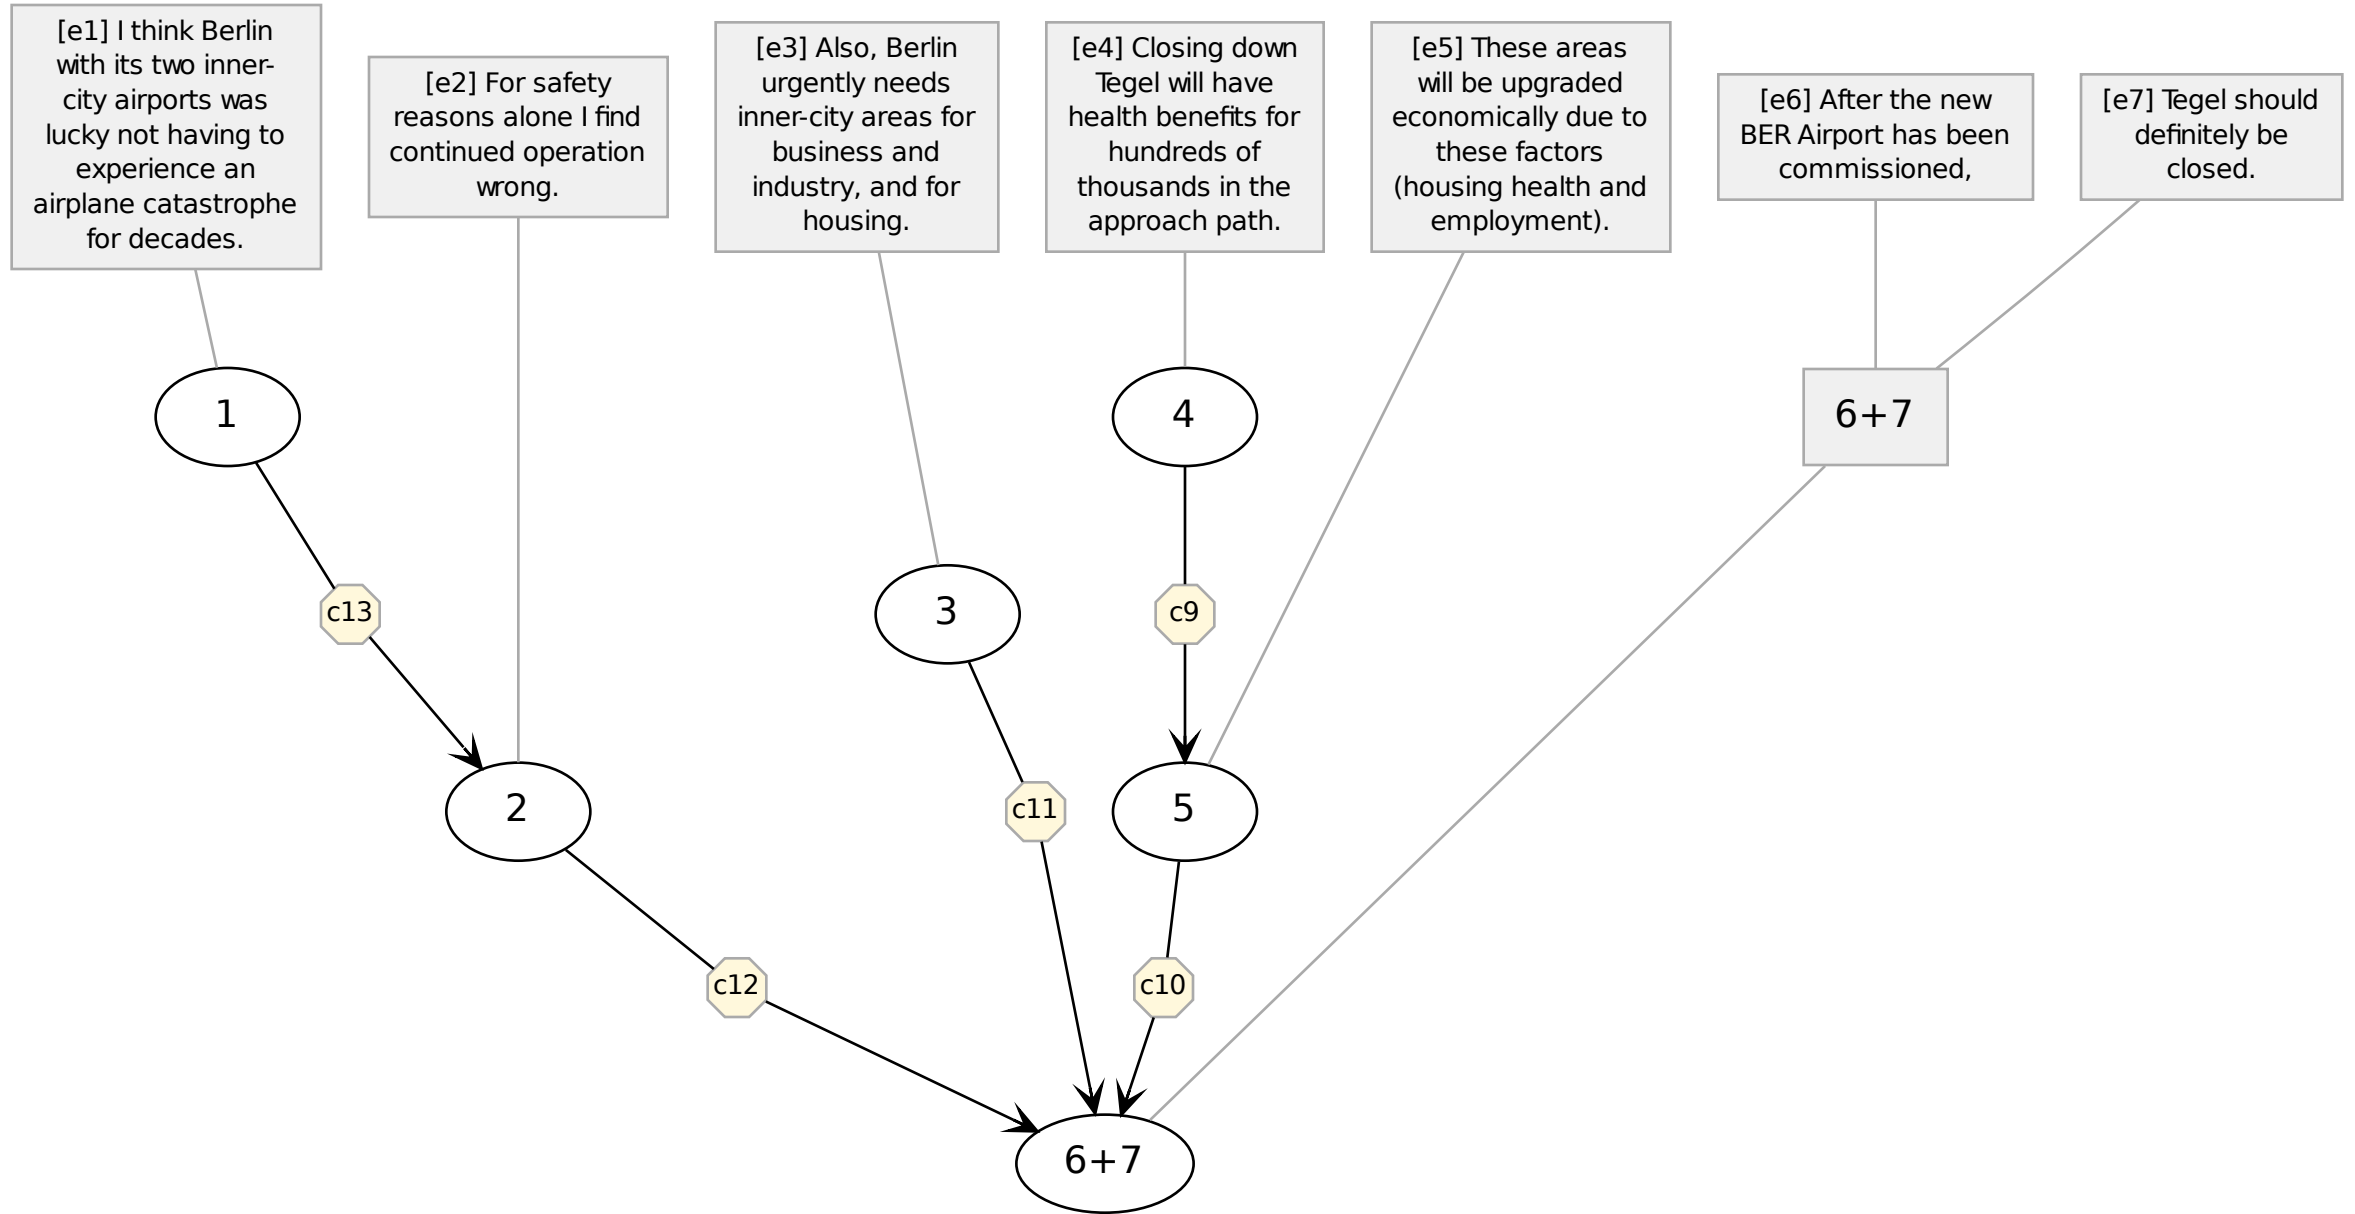 [e1] I think Berlin
with its two inner-
city airports was
lucky not having to
experience an
airplane catastrophe
for decades.
[e2] For safety
reasons alone I find
continued operation
wrong.
[e3] Also, Berlin
urgently needs
inner-city areas for
business and
industry, and for
housing.
[e4] Closing down
Tegel will have
health benefits for
hundreds of
thousands in the
approach path.
[e5] These areas
will be upgraded
economically due to
these factors
(housing health and
employment).
[e6] After the new
BER Airport has been
commissioned,
[e7] Tegel should
definitely be
closed.
1
4
6+7
c13
3
c9
2
c11
5
c12
c10
6+7